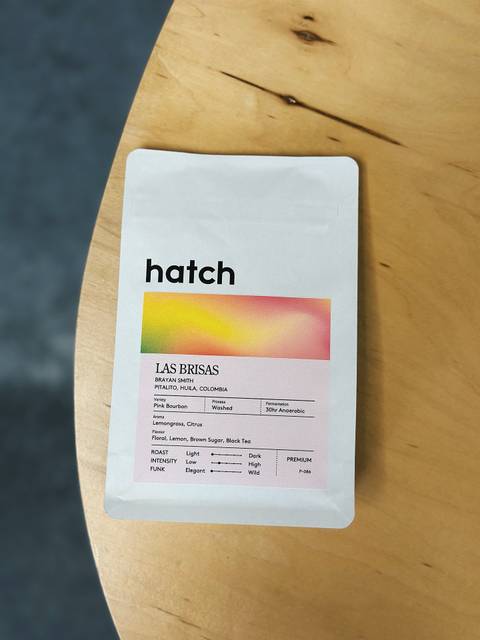 hatch
LAS BRISAS
BRAYAN SMITH
PITALITO, HUILA, COLOMBIA
Variety Process Fermentation
Pink Bourbon Washed 30hr Anaerobic
Aroma
Lemongrass, Citrus
Flavour
Floral, Lemon, Brown Sugar, Black Tea
ROAST Light Dark
INTENSITY Low High PREMIUM
FUNK Elegant Wild P-086